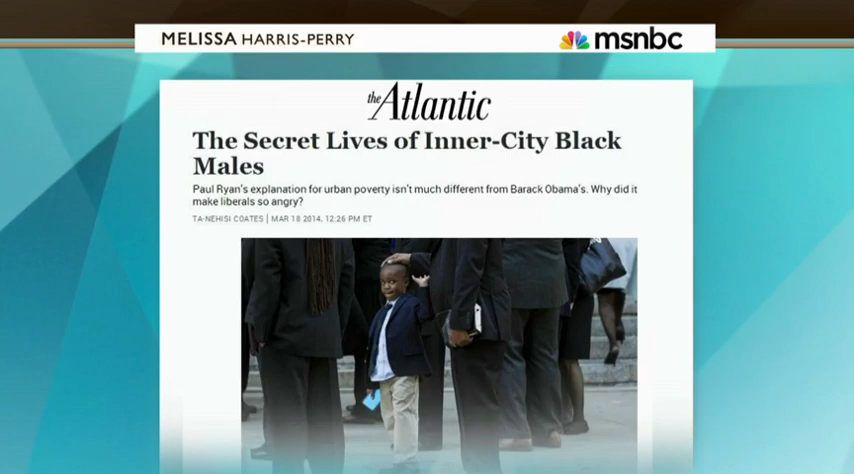 MELISSA HARRIS-PERRY
msnbc
the Atlantic
The Secret Lives of Inner-City Black
Males
Paul Ryan's explanation for urban poverty isn't much different from Barack Obama's. Why did it
make liberals so angry?
TA-NEHISI COATES | MAR 18 2014, 12:26 PM ET